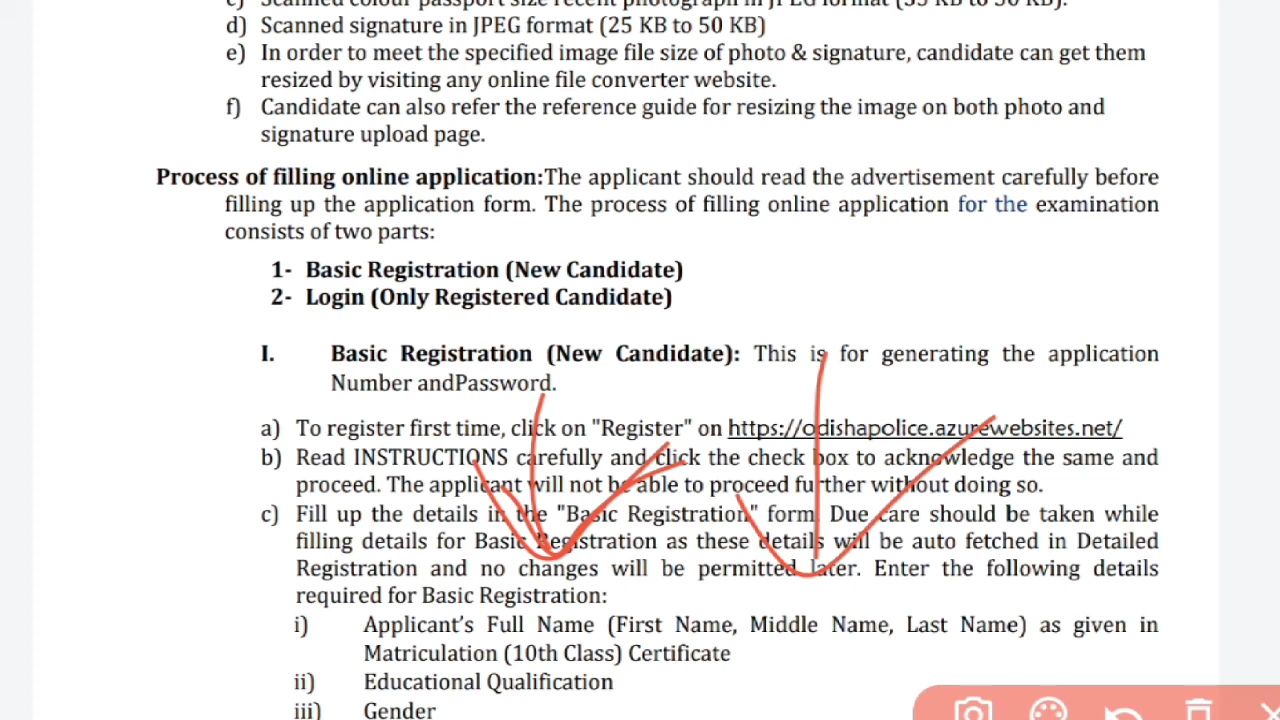 d) Scanned signature in JPEG format (25 KB to 50 KB)
e) In order to meet the specified image file size of photo & signature, candidate can get them
resized by visiting any online file converter website.
f) Candidate can also refer the reference guide for resizing the image on both photo and
signature upload page.
Process of filling online application:The applicant should read the advertisement carefully before
filling up the application form. The process of filling online application for the examination
consists of two parts:
1- Basic Registration (New Candidate)
2- Login (Only Registered Candidate)
I. Basic Registration (New Candidate): This is for generating the application
Number andPassword.
a) To register first time, click on "Register" on https://odishapolice.azurewebsites.net/
b) Read INSTRUCTIONS carefully and click the check box to acknowledge the same and
proceed. The applicant will not be able to proceed further without doing so.
c) Fill up the details in the "Basic Registration" form. Due care should be taken while
filling details for Basic Registration as these details will be auto fetched in Detailed
Registration and no changes will be permitted later. Enter the following details
required for Basic Registration:
i) Applicant's Full Name (First Name, Middle Name, Last Name) as given in
Matriculation (10th Class) Certificate
ii) Educational Qualification
iii) Gender